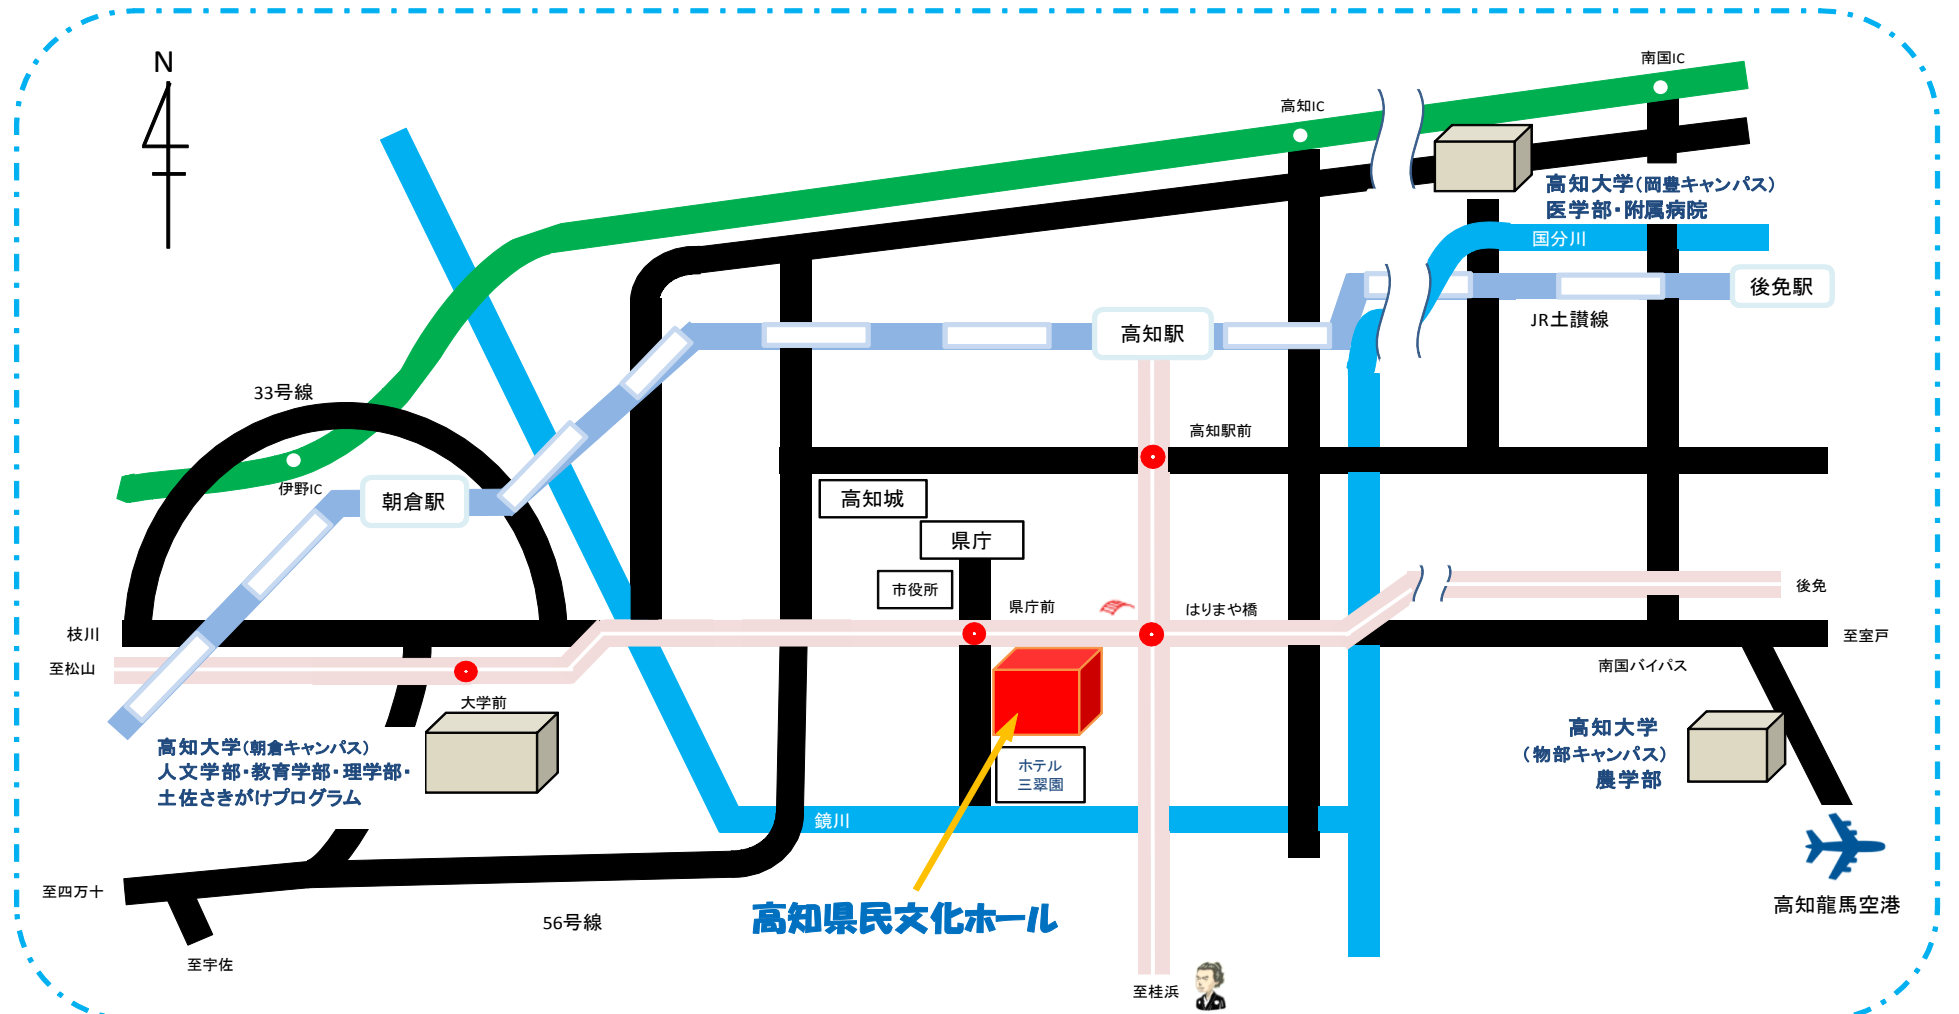 N
南国IC
高知IC
高知大学(岡豊キャンパス)
医学部・附属病院
国分川
後免駅
JR土讃線
高知駅
33号線
高知駅前
伊野IC
朝倉駅
高知城
県庁
市役所
県庁前
はりまや橋
後免
枝川
至室戸
至松山
南国バイパス
大学前
高知大学(朝倉キャンパス)
人文学部・教育学部・理学部・
土佐さきがけプログラム
高知大学
(物部キャンパス)
農学部
ホテル
三翠園
鏡川
至四万十
56号線
高知県民文化ホール
高知龍馬空港
至宇佐
至桂浜